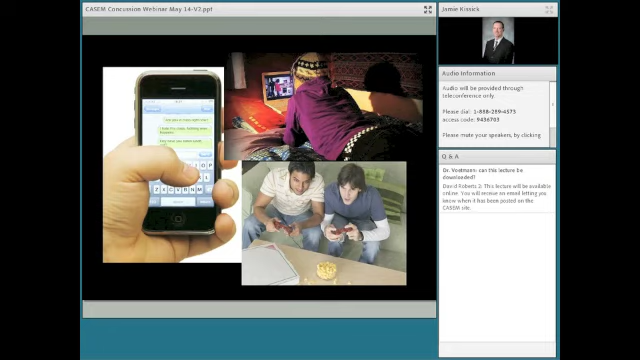 CASEM Concussion Webinar May 14-V2.ppt
Jamie Kissick
Audio Information
Audio will be provided through
teleconference only.
Please dial: 1-888-289-4573
access code: 9436703
Please mute your speakers, by clicking
Q & A
Dr. Vostmann: can this lecture be
downloaded?
David Roberts 2: This lecture will be available
online. You will receive an email letting you
know when it has been posted on the
CASEM site.